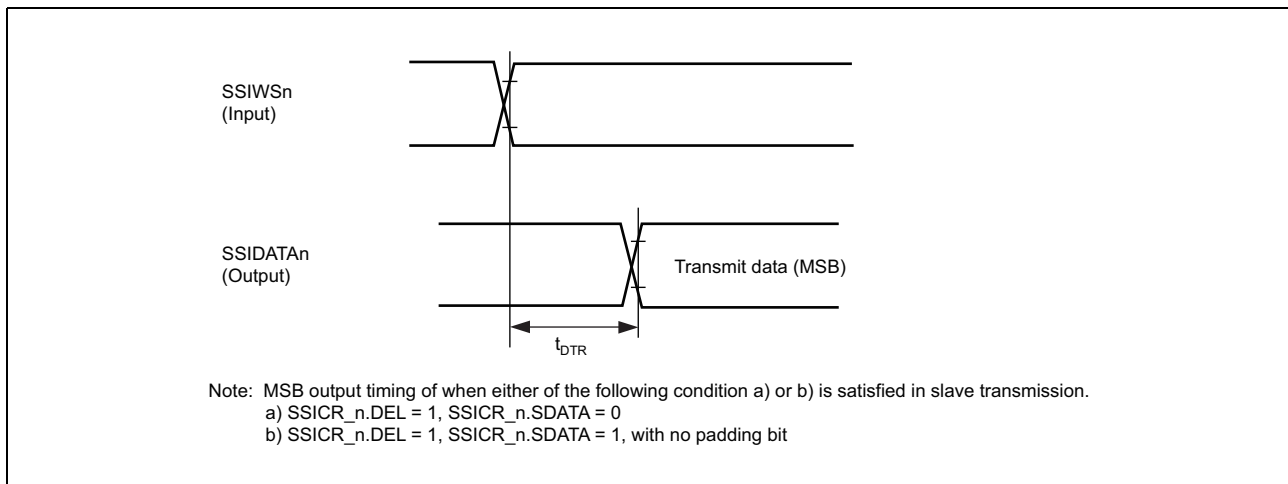 SSIWSn
(Input)
SSIDATAn
(Output)
Transmit data (MSB)
tDTR
Note: MSB output timing of when either of the following condition a) or b) is satisfied in slave transmission.
a) SSICR_n.DEL = 1, SSICR_n.SDATA = 0
b) SSICR_n.DEL = 1, SSICR_n.SDATA = 1, with no padding bit